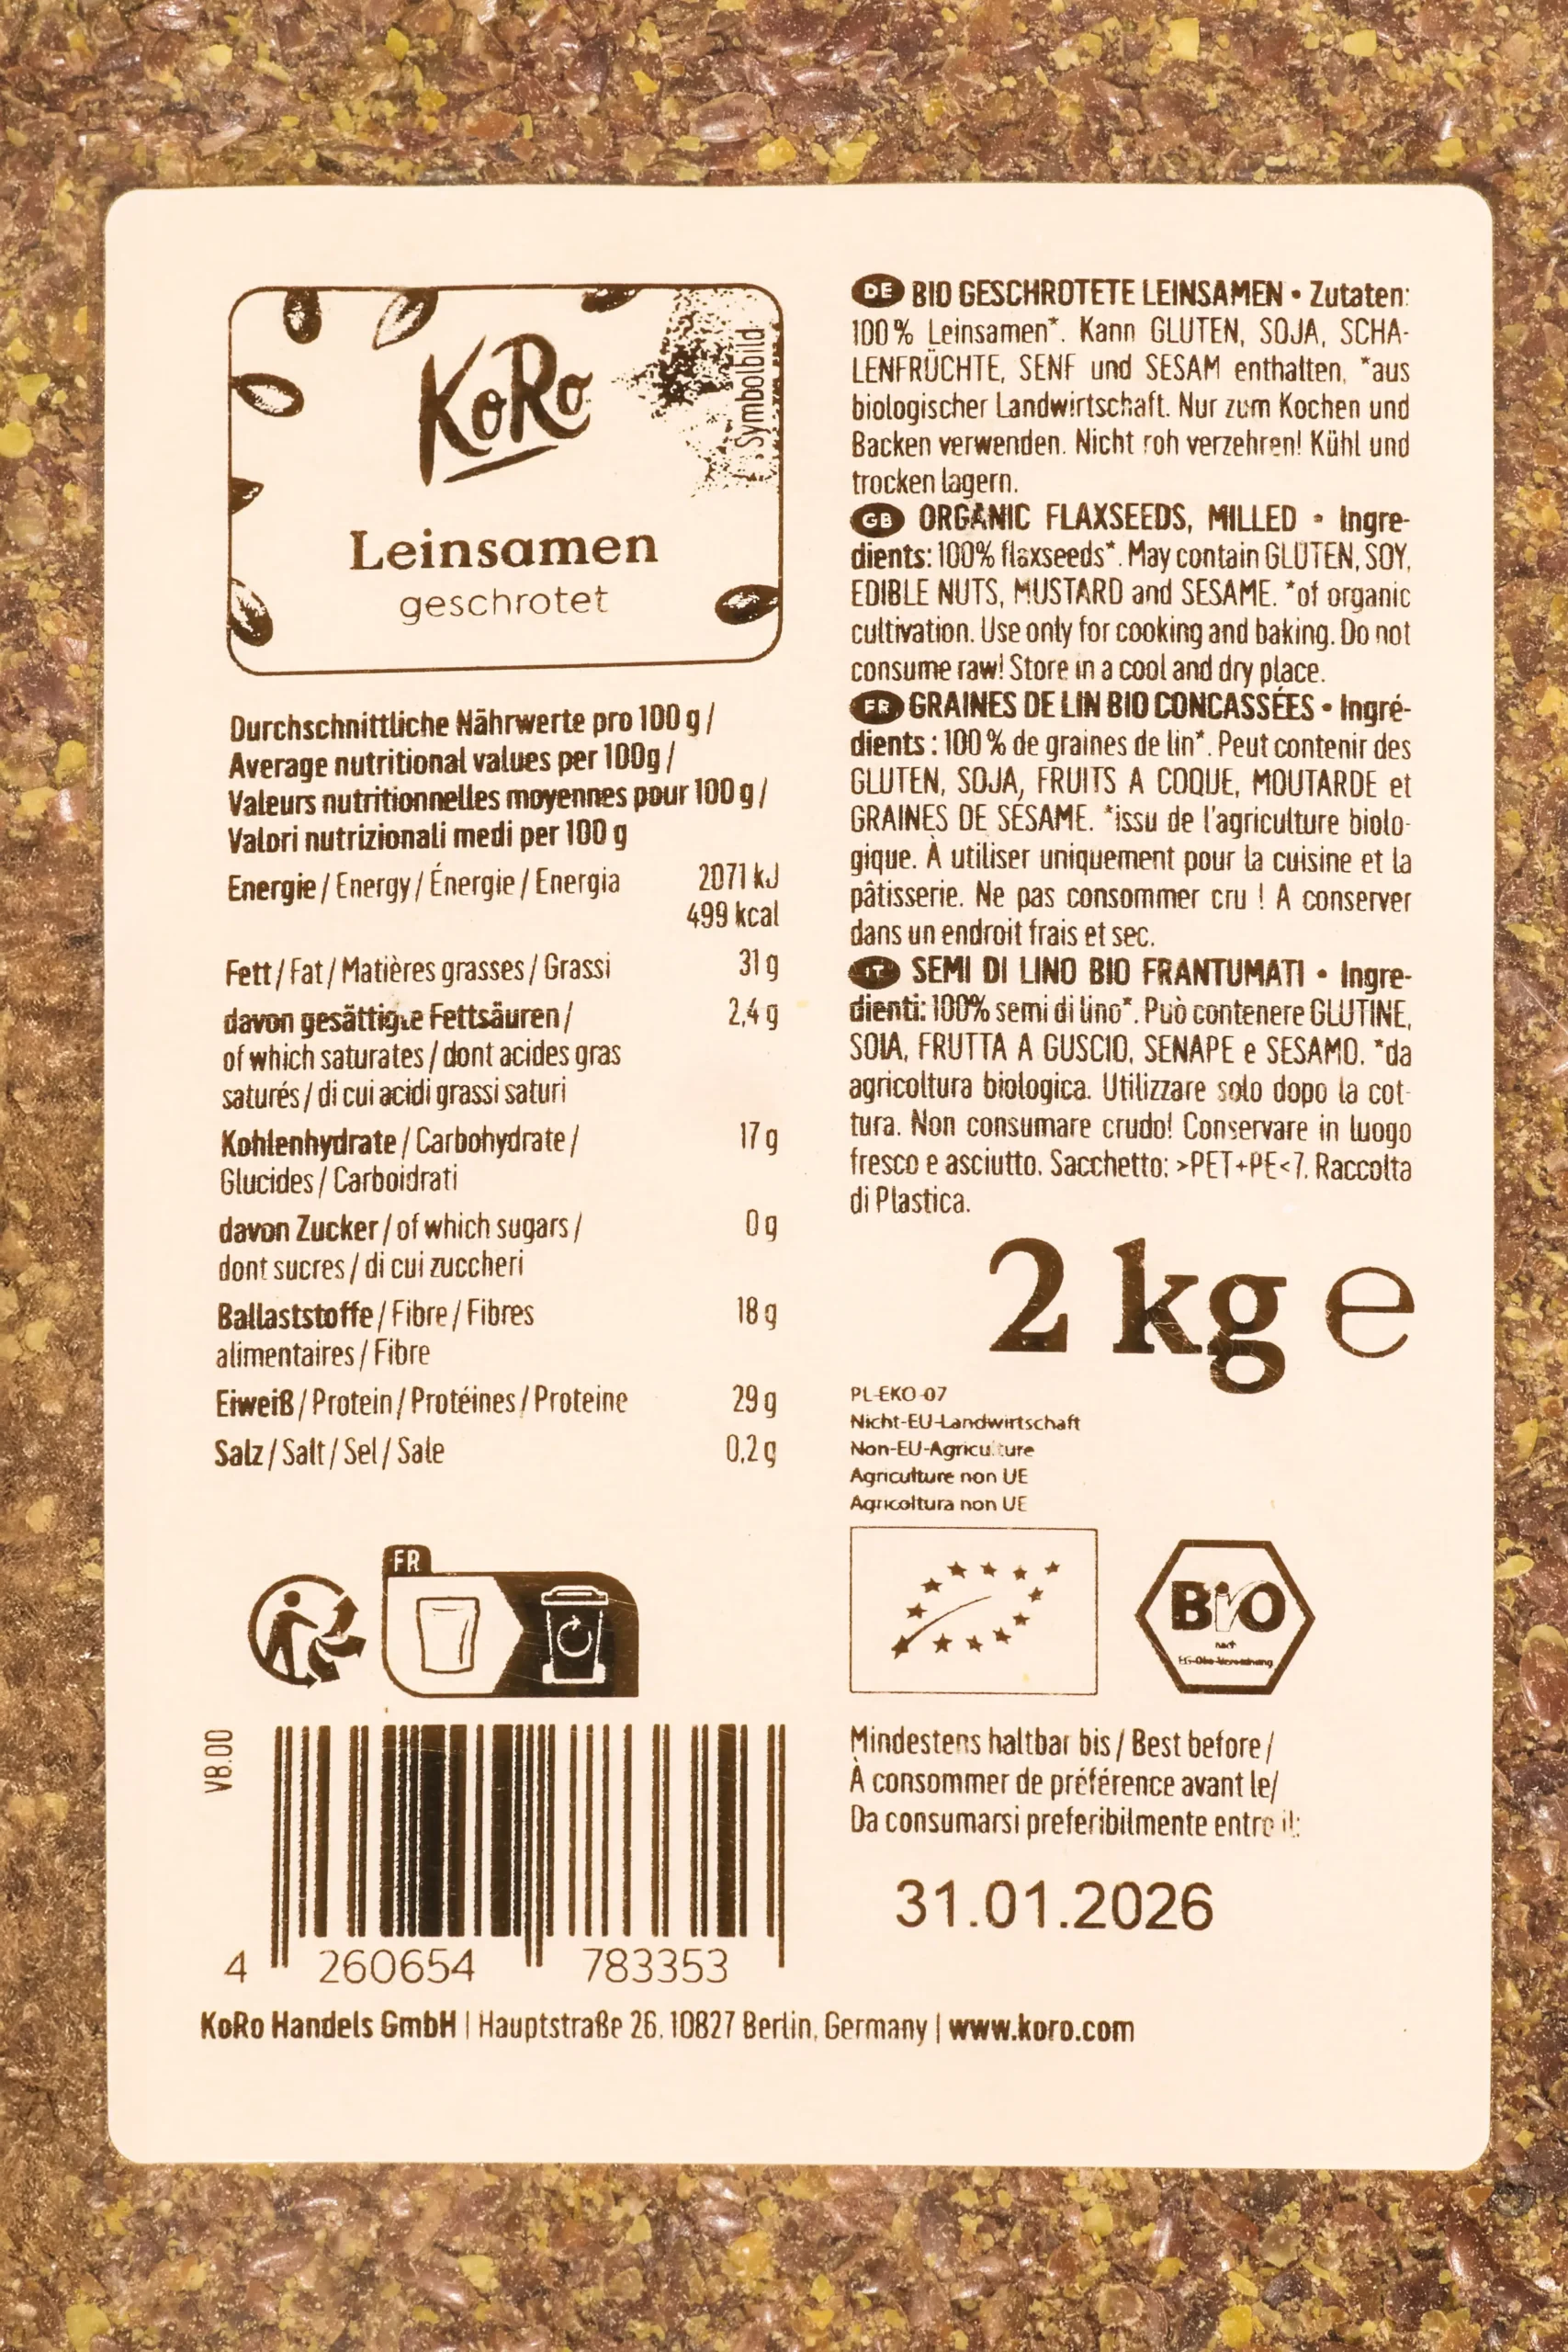 KoRo
Symbolbild
Leinsamen
geschrotet
Durchschnittliche Nährwerte pro 100 g /
Average nutritional values per 100g /
Valeurs nutritionnelles moyennes pour 100 g /
Valori nutrizionali medi per 100 g
Energie / Energy / Énergie / Energia 2071 kJ
499 kcal
Fett / Fat / Matières grasses / Grassi 31 g
davon gesättigte Fettsäuren / 2,4 g
of which saturates / dont acides gras
saturés / di cui acidi grassi saturi
Kohlenhydrate / Carbohydrate / 17 g
Glucides / Carboidrati
davon Zucker / of which sugars / 0 g
dont sucres / di cui zuccheri
Ballaststoffe / Fibre / Fibres 18 g
alimentaires / Fibre
Eiweiß / Protein / Protéines / Proteine 29 g
Salz / Salt / Sel / Sale 0,2 g
FR
VB.00
4 260654 783353
DE BIO GESCHROTETE LEINSAMEN • Zutaten:
100 % Leinsamen*. Kann GLUTEN, SOJA, SCHA-
LENFRÜCHTE, SENF und SESAM enthalten. *aus
biologischer Landwirtschaft. Nur zum Kochen und
Backen verwenden. Nicht roh verzehren! Kühl und
trocken lagern.
GB ORGANIC FLAXSEEDS, MILLED • Ingre-
dients: 100% flaxseeds*. May contain GLUTEN, SOY,
EDIBLE NUTS, MUSTARD and SESAME. *of organic
cultivation. Use only for cooking and baking. Do not
consume raw! Store in a cool and dry place.
FR GRAINES DE LIN BIO CONCASSÉES • Ingré-
dients : 100 % de graines de lin*. Peut contenir des
GLUTEN, SOJA, FRUITS A COQUE, MOUTARDE et
GRAINES DE SÉSAME. *issu de l'agriculture biolo-
gique. À utiliser uniquement pour la cuisine et la
pâtisserie. Ne pas consommer cru ! A conserver
dans un endroit frais et sec.
IT SEMI DI LINO BIO FRANTUMATI • Ingre-
dienti: 100% semi di lino*. Può contenere GLUTINE,
SOIA, FRUTTA A GUSCIO, SENAPE e SESAMO. *da
agricoltura biologica. Utilizzare solo dopo la cot-
tura. Non consumare crudo! Conservare in luogo
fresco e asciutto. Sacchetto: >PET+PE<7. Raccolta
di Plastica.
2 kg e
PL-EKO-07
Nicht-EU-Landwirtschaft
Non-EU-Agriculture
Agriculture non UE
Agricoltura non UE
BIO
nach
EG-Öko-Verordnung
Mindestens haltbar bis / Best before /
À consommer de préférence avant le/
Da consumarsi preferibilmente entro il:
31.01.2026
KoRo Handels GmbH | Hauptstraße 26, 10827 Berlin, Germany | www.koro.com